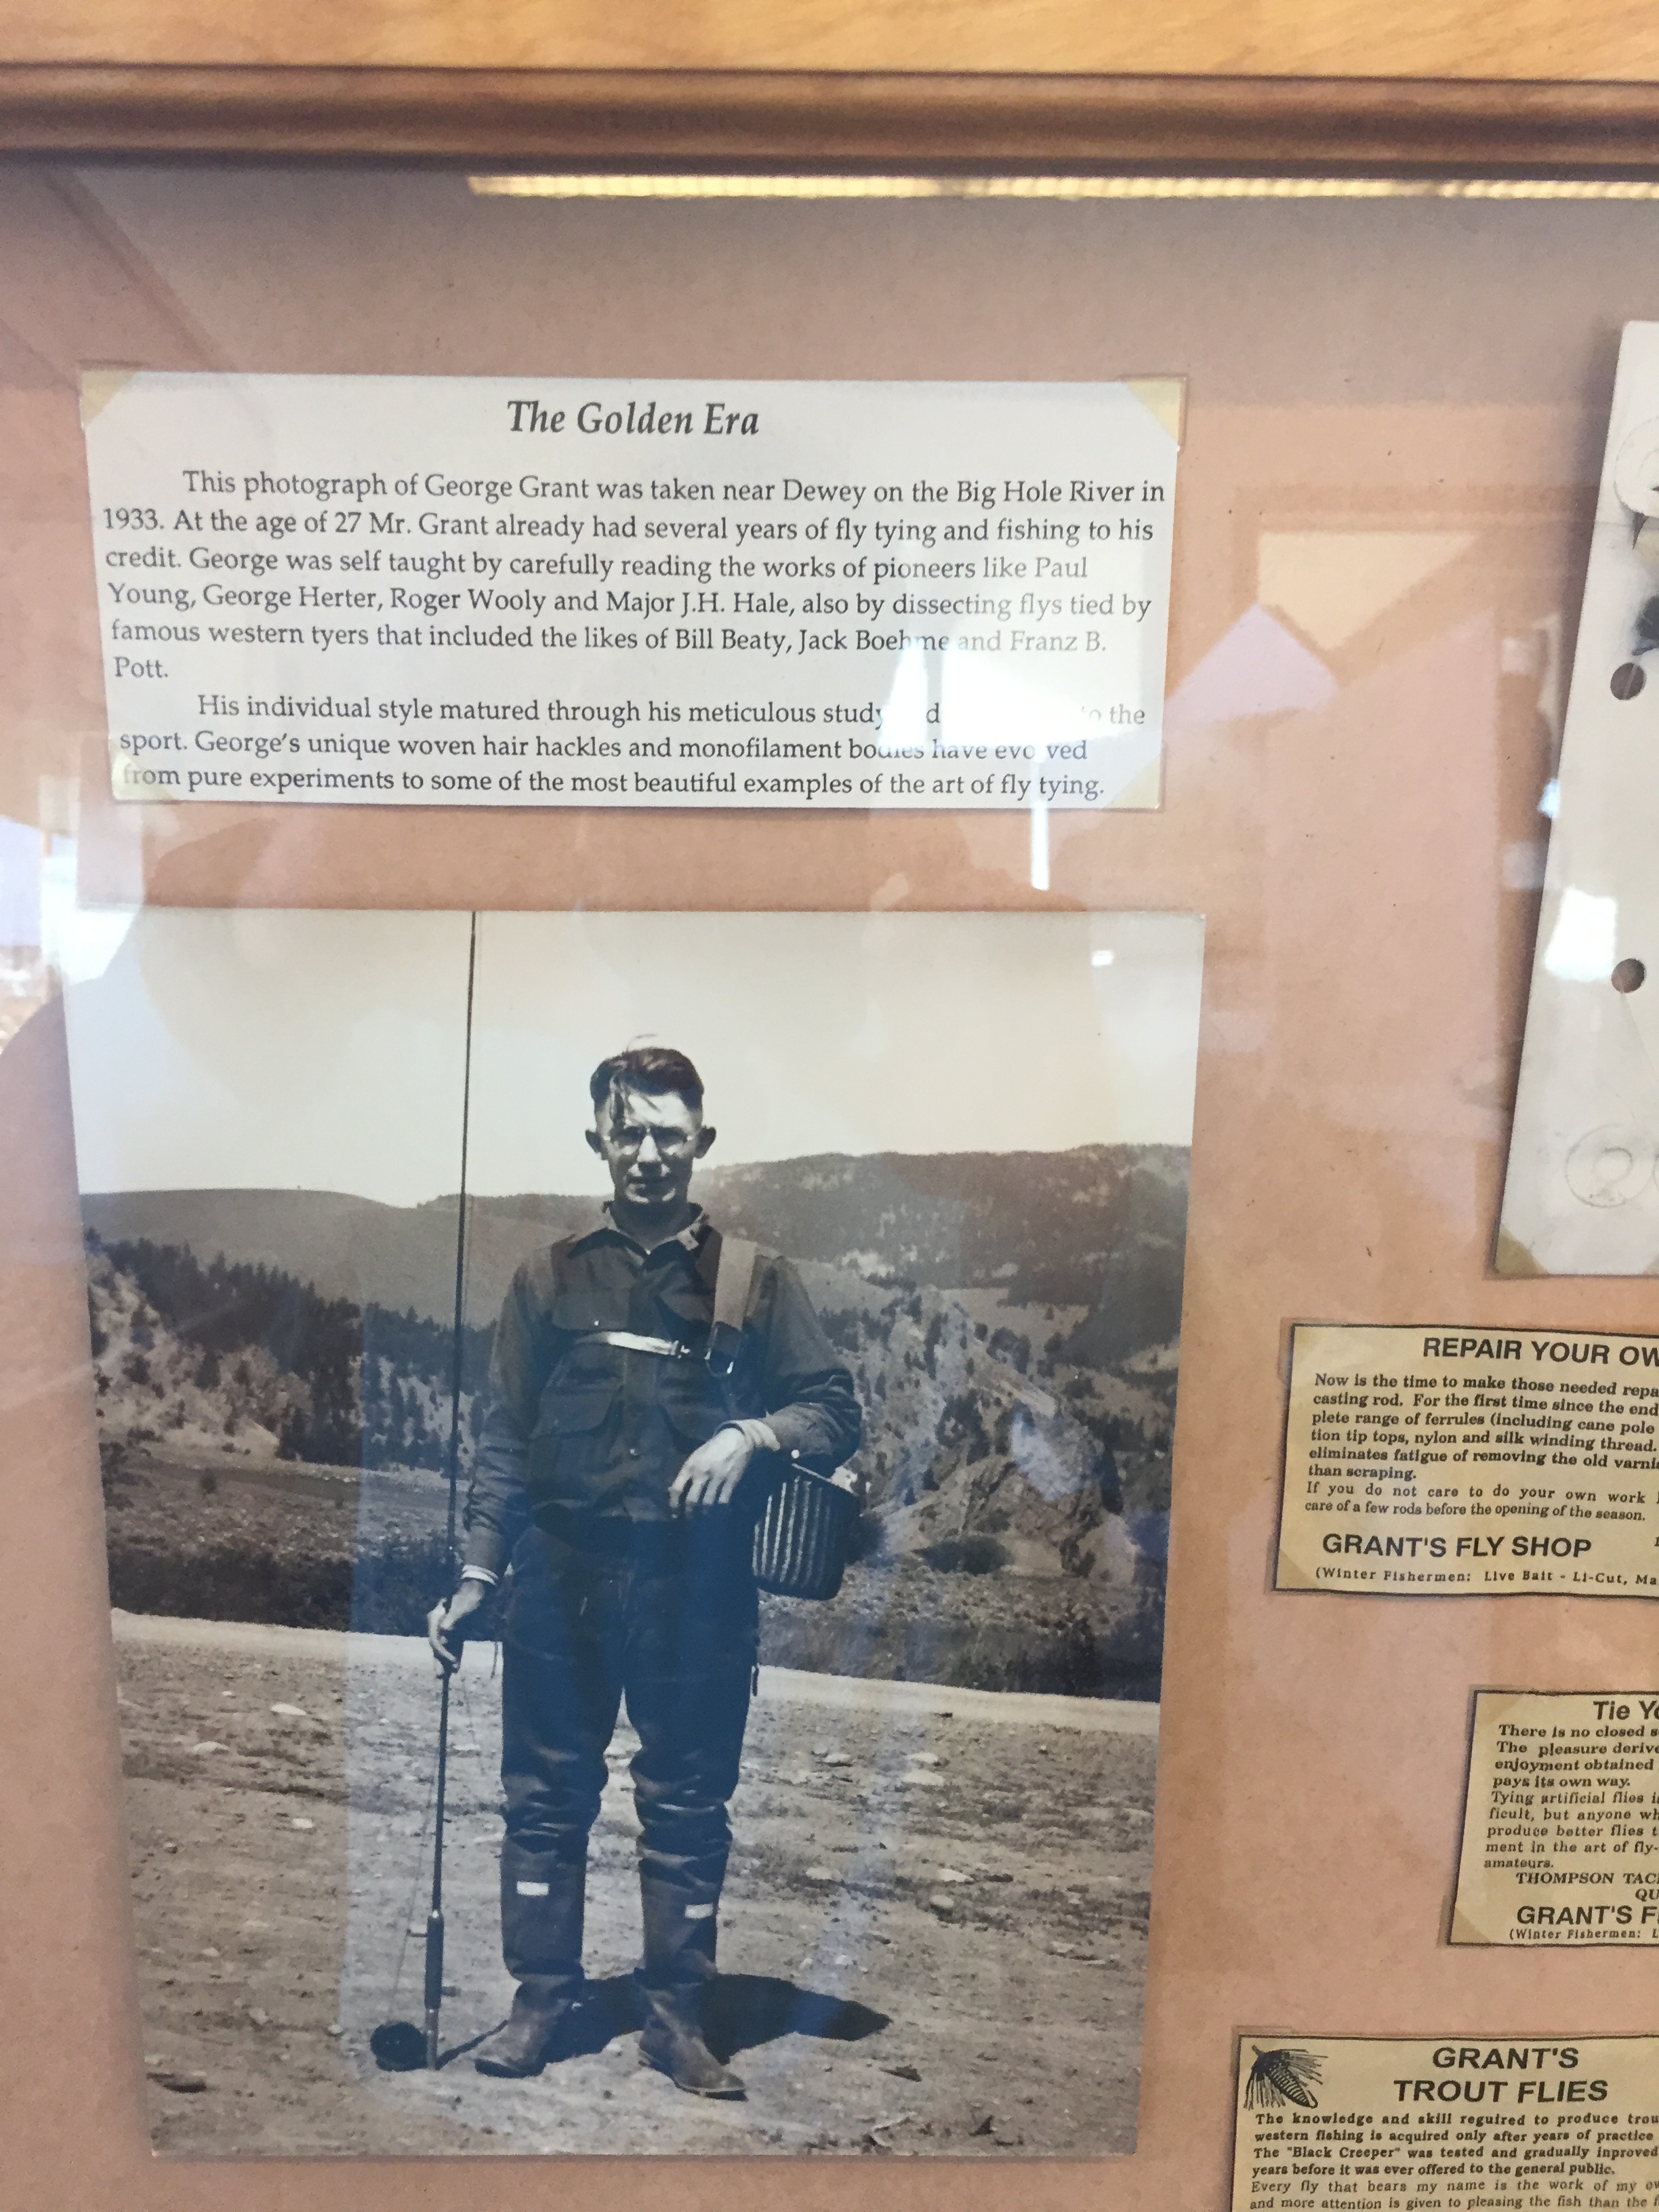 The Golden Era
This photograph of George Grant was taken near Dewey on the Big Hole River in
1933. At the age of 27 Mr. Grant already had several years of fly tying and fishing to his
credit. George was self taught by carefully reading the works of pioneers like Paul
Young, George Herter, Roger Wooly and Major J.H. Hale, also by dissecting flys tied by
famous western tyers that included the likes of Bill Beaty, Jack Boehme and Franz B.
Pott.
His individual style matured through his meticulous study the
sport. George's unique woven hair hackles and monofilament bodies have evolved
from pure experiments to some of the most beautiful examples of the art of fly tying.
REPAIR YOUR
Now is the time to make those needed
casting rod. For the first time since the end
plete range of ferrules (including cane pole
tion tip tops, nylon and silk winding thread.
eliminates fatigue of removing the old
than scraping.
If you do not care to do your own work
care of a few rods before the opening of the season.
GRANT'S FLY SHOP
(Winter Fishermen: Live Bait - Li-Cut,
Tie
There is no closed
The pleasure
enjoyment obtained
pays its own way.
Tying artificial flies
ficult, but anyone
produce better flies
ment in the art of fly-
amateurs.
THOMPSON
GRANT'S
(Winter Fishermen:
GRANT'S
TROUT FLIES
The knowledge and skill reguired to produce
western fishing is acquired only after years of practice
The "Black Creeper" was tested and gradually inproved
years before it was ever offered to the general public.
Every fly that bears my name is the work of my
and more attention is given to pleasing the fish than the